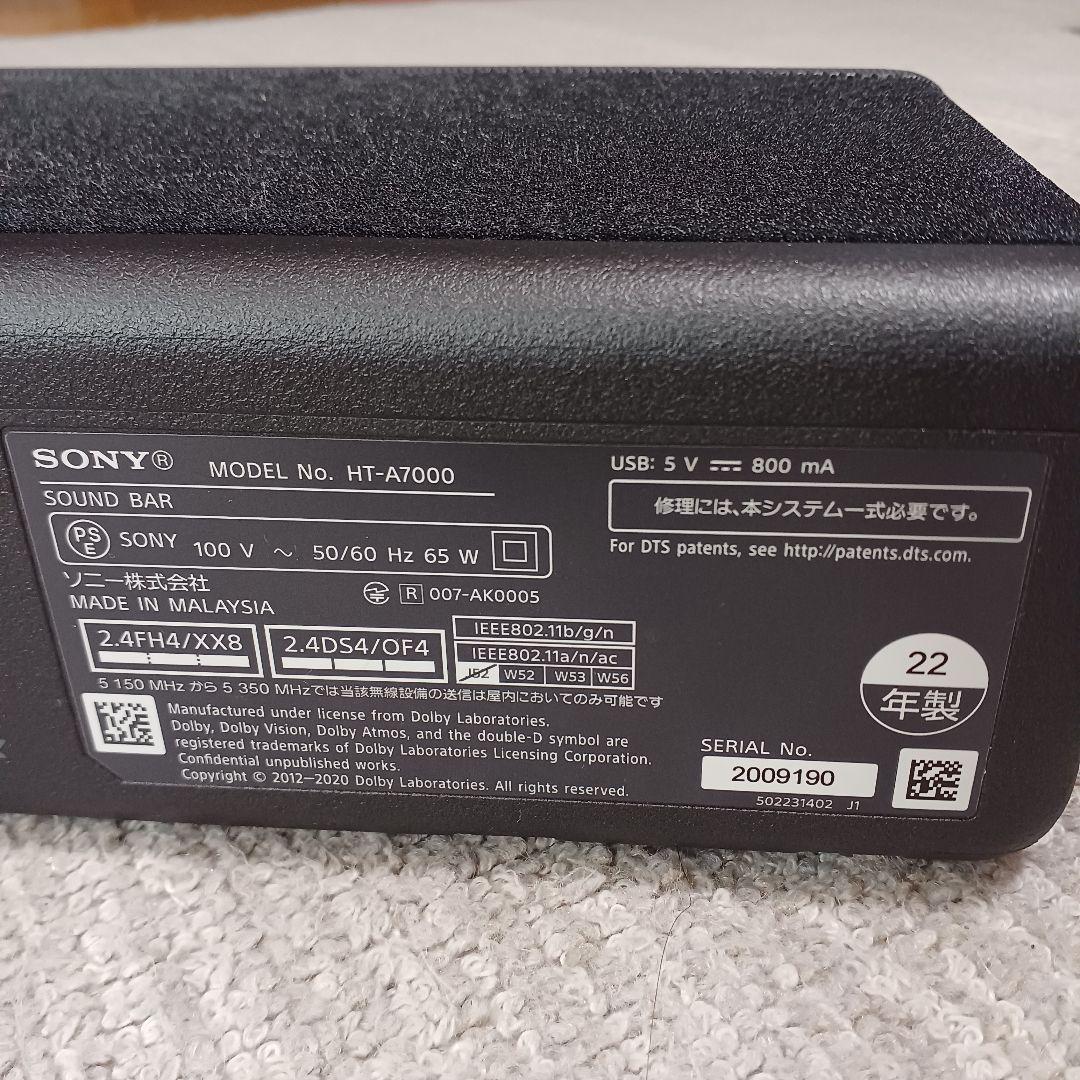 SONY®
MODEL No. HT-A7000
SOUND BAR
PS
E
SONY 100 V ～ 50/60 Hz 65 W
ソニー株式会社
MADE IN MALAYSIA
R 007-AK0005
2.4FH4/XX8
2.4DS4/OF4
IEEE802.11b/g/n
IEEE802.11a/n/ac
J52 W52 W53 W56
5 150 MHz から 5 350 MHzでは当該無線設備の送信は屋内においてのみ可能です
Manufactured under license from Dolby Laboratories.
Dolby, Dolby Vision, Dolby Atmos, and the double-D symbol are
registered trademarks of Dolby Laboratories Licensing Corporation.
Confidential unpublished works.
Copyright © 2012–2020 Dolby Laboratories. All rights reserved.
USB: 5 V ⎓ 800 mA
修理には、本システム一式必要です。
For DTS patents, see http://patents.dts.com.
22
年製
SERIAL No.
2009190
502231402 J1